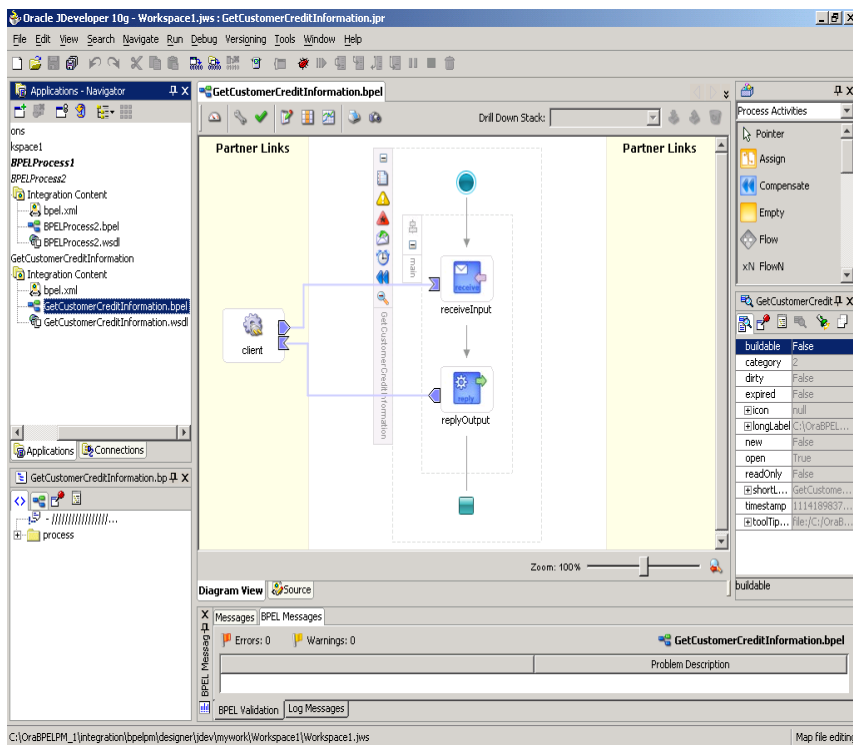 Oracle JDeveloper 10g - Workspace1.jws : GetCustomerCreditInformation.jpr
File Edit View Search Navigate Run Debug Versioning Tools Window Help
Applications - Navigator
ons
kspace1
BPELProcess1
BPELProcess2
Integration Content
bpel.xml
BPELProcess2.bpel
BPELProcess2.wsdl
GetCustomerCreditInformation
Integration Content
bpel.xml
GetCustomerCreditInformation.bpel
GetCustomerCreditInformation.wsdl
Applications Connections
GetCustomerCreditInformation.bp
- /////////////////...
process
GetCustomerCreditInformation.bpel
Drill Down Stack:
Partner Links
Partner Links
main
receive
receiveInput
GetCustomerCreditInformation
client
reply
replyOutput
Zoom: 100%
Diagram View Source
Process Activities
Pointer
Assign
Compensate
Empty
Flow
xN FlowN
GetCustomerCredit
buildable False
category 2
dirty False
expired False
icon null
longLabel C:\OraBPEL...
new False
open True
readOnly False
shortL... GetCustome...
timestamp 1114189837...
toolTip... file:/C:/OraB...
buildable
Messages BPEL Messages
BPEL Messag
Errors: 0 Warnings: 0 GetCustomerCreditInformation.bpel
Problem Description
BPEL Validation Log Messages
C:\OraBPELPM_1\integration\bpelpm\designer\jdev\mywork\Workspace1\Workspace1.jws Map file editing